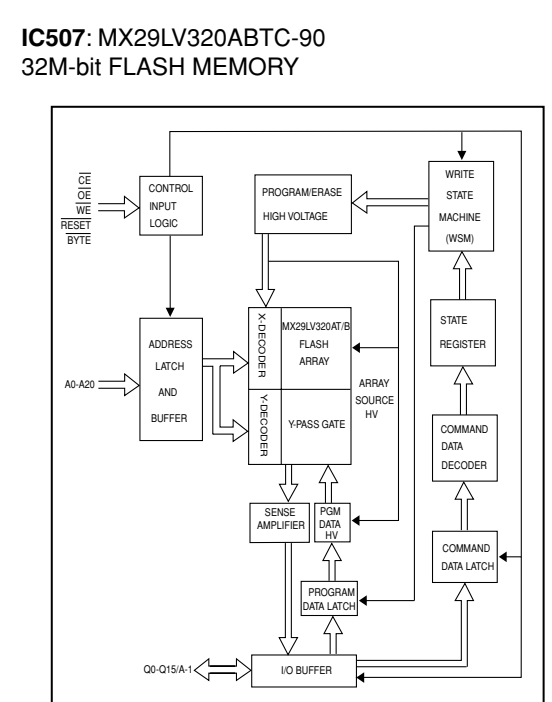 IC507: MX29LV320ABTC-90
32M-bit FLASH MEMORY
CE
OE
WE
RESET
BYTE
CONTROL
INPUT
LOGIC
PROGRAM/ERASE
HIGH VOLTAGE
WRITE
STATE
MACHINE
(WSM)
A0-A20
ADDRESS
LATCH
AND
BUFFER
X-DECODER
MX29LV320AT/B
FLASH
ARRAY
Y-DECODER
Y-PASS GATE
ARRAY
SOURCE
HV
STATE
REGISTER
COMMAND
DATA
DECODER
SENSE
AMPLIFIER
PGM
DATA
HV
COMMAND
DATA LATCH
PROGRAM
DATA LATCH
Q0-Q15/A-1
I/O BUFFER